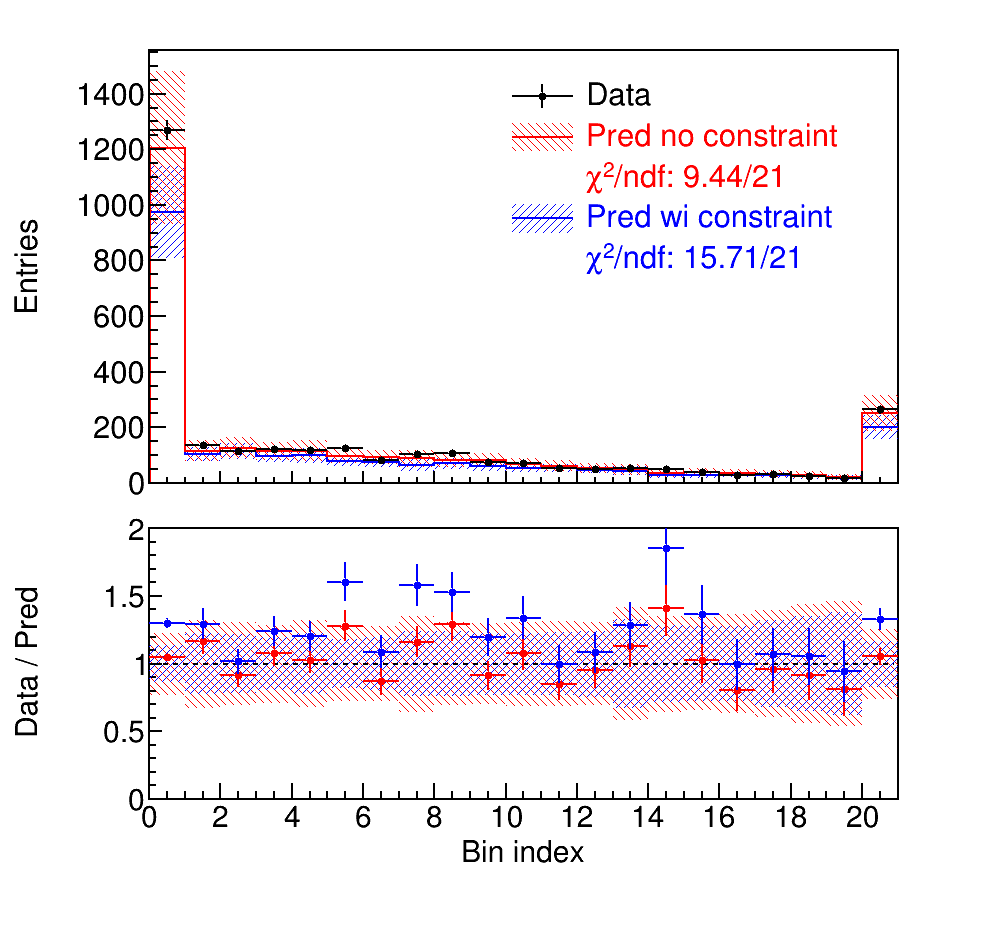 1400
1200
1000
800
600
400
200
0
Entries
Data
Pred no constraint
χ²/ndf: 9.44/21
Pred wi constraint
χ²/ndf: 15.71/21
2
1.5
1
0.5
0
Data / Pred
0 2 4 6 8 10 12 14 16 18 20
Bin index